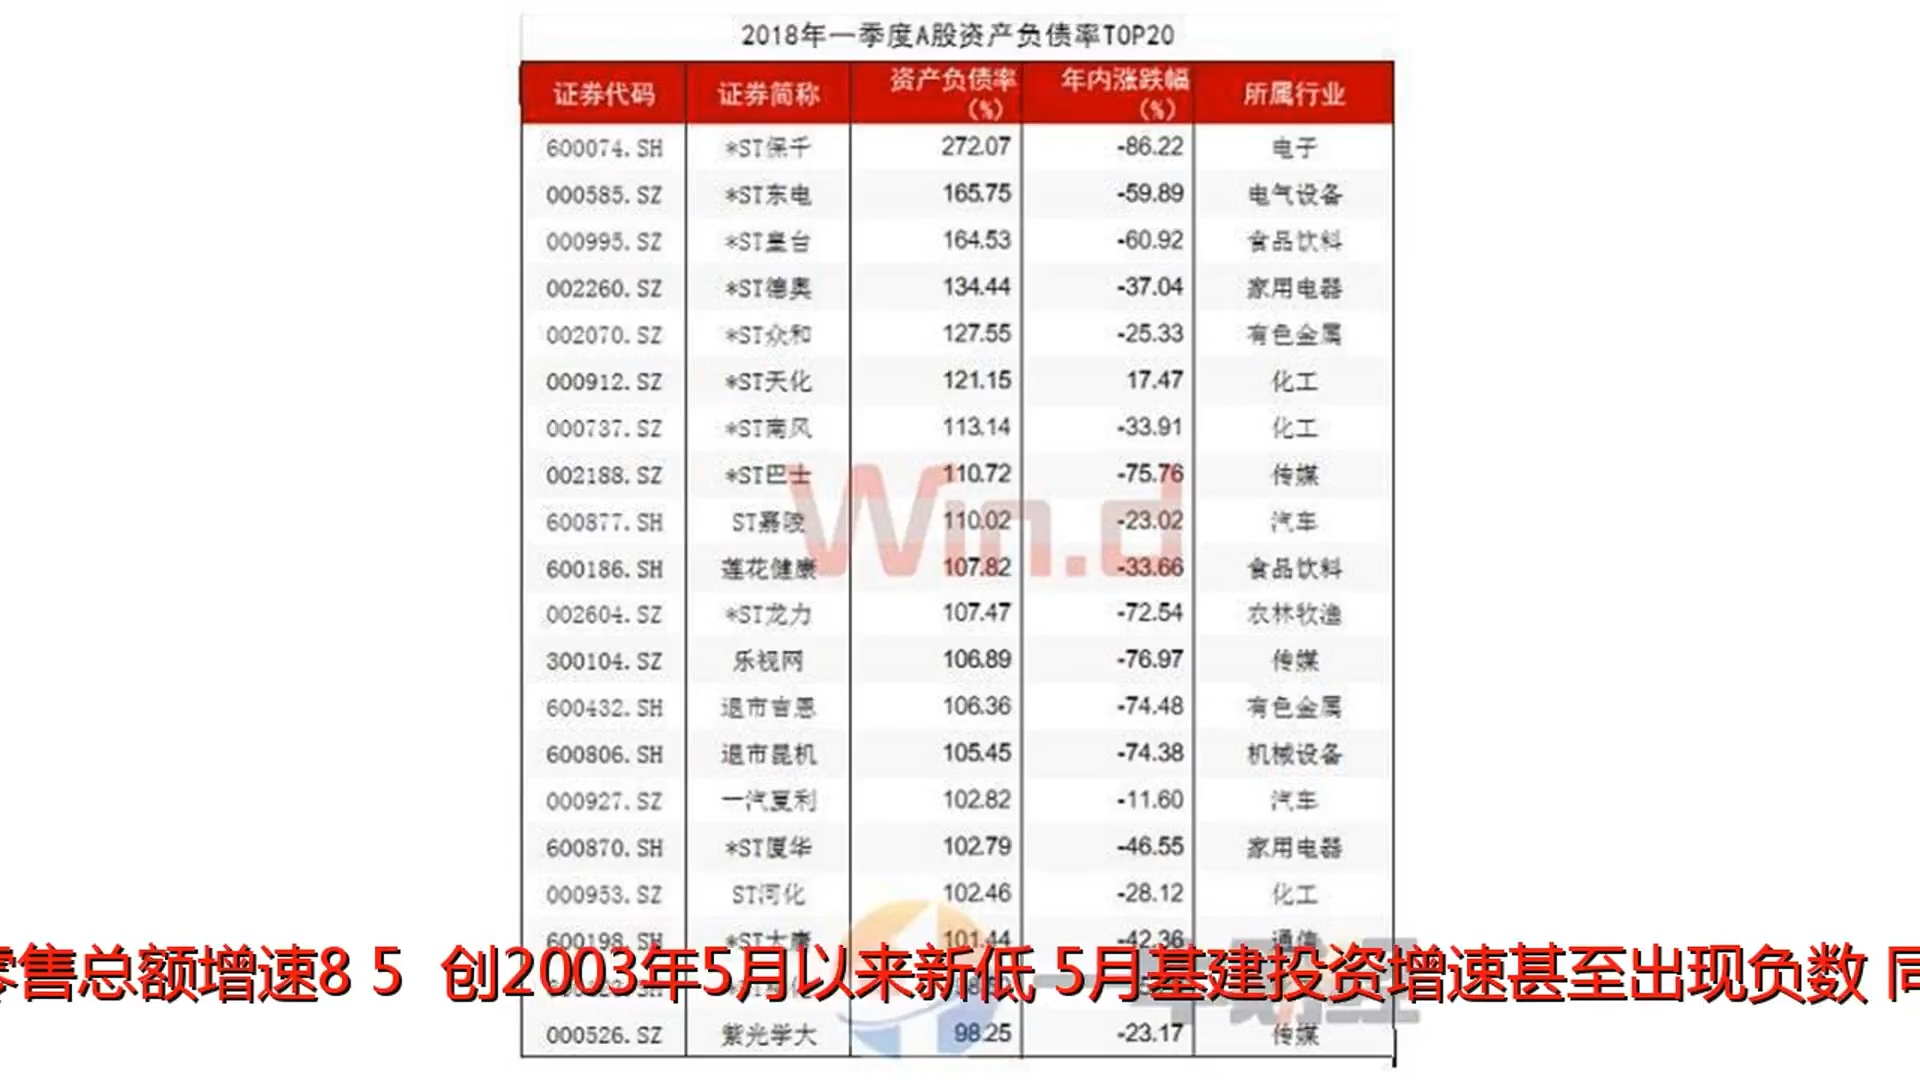 2018年一季度A股资产负债率TOP20
证券代码 证券简称 资产负债率(%) 年内涨跌幅(%) 所属行业
600074.SH *ST保千 272.07 -86.22 电子
000585.SZ *ST东电 165.75 -59.89 电气设备
000995.SZ *ST皇台 164.53 -60.92 食品饮料
002260.SZ *ST德奥 134.44 -37.04 家用电器
002070.SZ *ST众和 127.55 -25.33 有色金属
000912.SZ *ST天化 121.15 17.47 化工
000737.SZ *ST南风 113.14 -33.91 化工
002188.SZ *ST巴士 110.72 -75.76 传媒
600877.SH ST嘉陵 110.02 -23.02 汽车
600186.SH 莲花健康 107.82 -33.66 食品饮料
002604.SZ *ST龙力 107.47 -72.54 农林牧渔
300104.SZ 乐视网 106.89 -76.97 传媒
600432.SH 退市吉恩 106.36 -74.48 有色金属
600806.SH 退市昆机 105.45 -74.38 机械设备
000927.SZ 一汽夏利 102.82 -11.60 汽车
600870.SH *ST厦华 102.79 -46.55 家用电器
000953.SZ ST河化 102.46 -28.12 化工
600198.SH *ST大唐 101.44 -42.36 通信
零售总额增速8 5 创2003年5月以来新低 5月基建投资增速甚至出现负数 同
000526.SZ 紫光学大 98.25 -23.17 传媒
Win.d